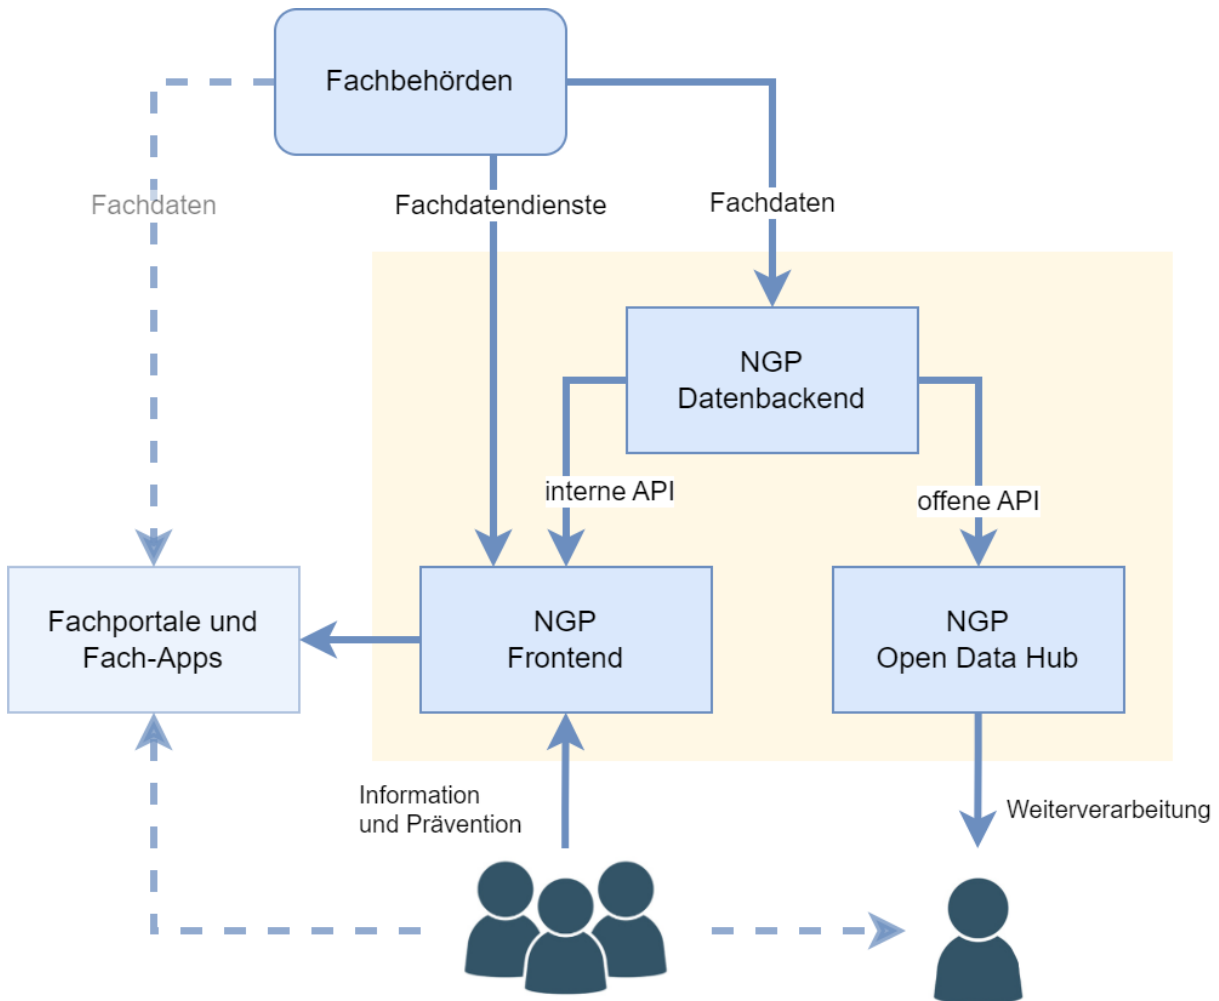 Fachbehörden
Fachdaten
Fachdatendienste
Fachdaten
NGP
Datenbackend
interne API
offene API
Fachportale und
Fach-Apps
NGP
Frontend
NGP
Open Data Hub
Information
und Prävention
Weiterverarbeitung